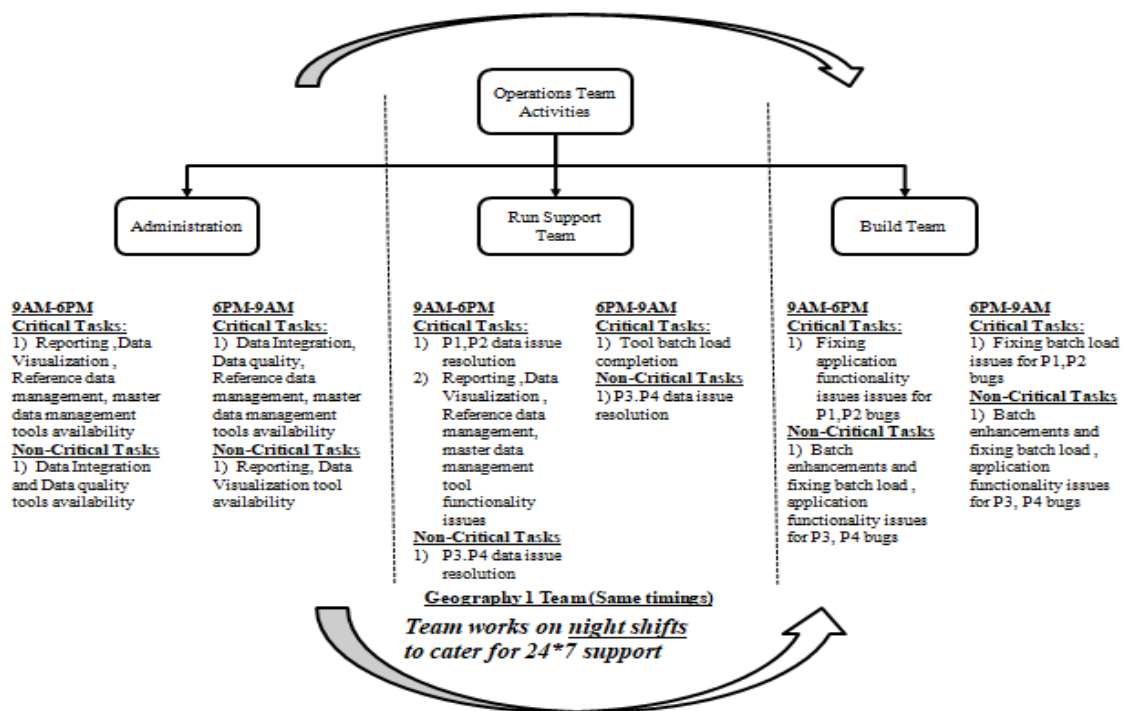 Operations Team
Activities
Administration
Run Support
Team
Build Team
9AM-6PM
Critical Tasks:
1) Reporting ,Data
Visualization ,
Reference data
management, master
data management
tools availability
Non-Critical Tasks
1) Data Integration
and Data quality
tools availability
6PM-9AM
Critical Tasks:
1) Data Integration,
Data quality,
Reference data
management, master
data management
tools availability
Non-Critical Tasks
1) Reporting, Data
Visualization tool
availability
9AM-6PM
Critical Tasks:
1) P1,P2 data issue
resolution
2) Reporting ,Data
Visualization ,
Reference data
management,
master data
management
tool
functionality
issues
Non-Critical Tasks
1) P3.P4 data issue
resolution
6PM-9AM
Critical Tasks:
1) Tool batch load
completion
Non-Critical Tasks
1) P3.P4 data issue
resolution
9AM-6PM
Critical Tasks:
1) Fixing
application
functionality
issues issues for
P1,P2 bugs
Non-Critical Tasks
1) Batch
enhancements and
fixing batch load ,
application
functionality issues
for P3, P4 bugs
6PM-9AM
Critical Tasks:
1) Fixing batch load
issues for P1,P2
bugs
Non-Critical Tasks
1) Batch
enhancements and
fixing batch load ,
application
functionality issues
for P3, P4 bugs
Geography 1 Team (Same timings)
Team works on night shifts
to cater for 24*7 support